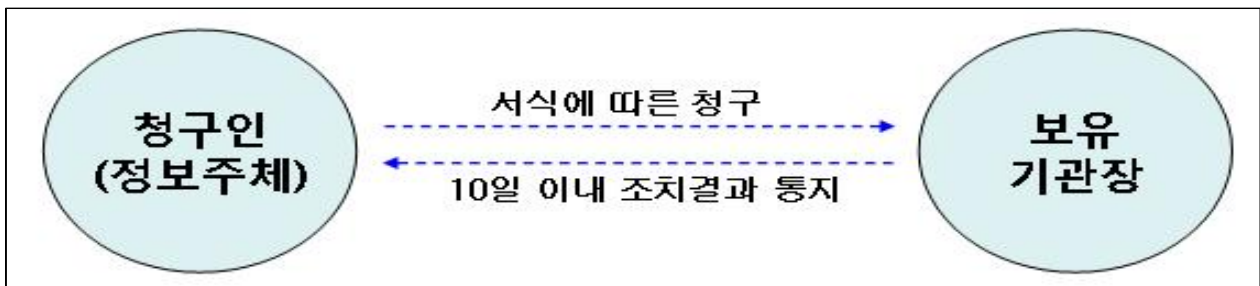 청구인
(정보주체)
서식에 따른 청구
10일 이내 조치결과 통지
보유
기관장